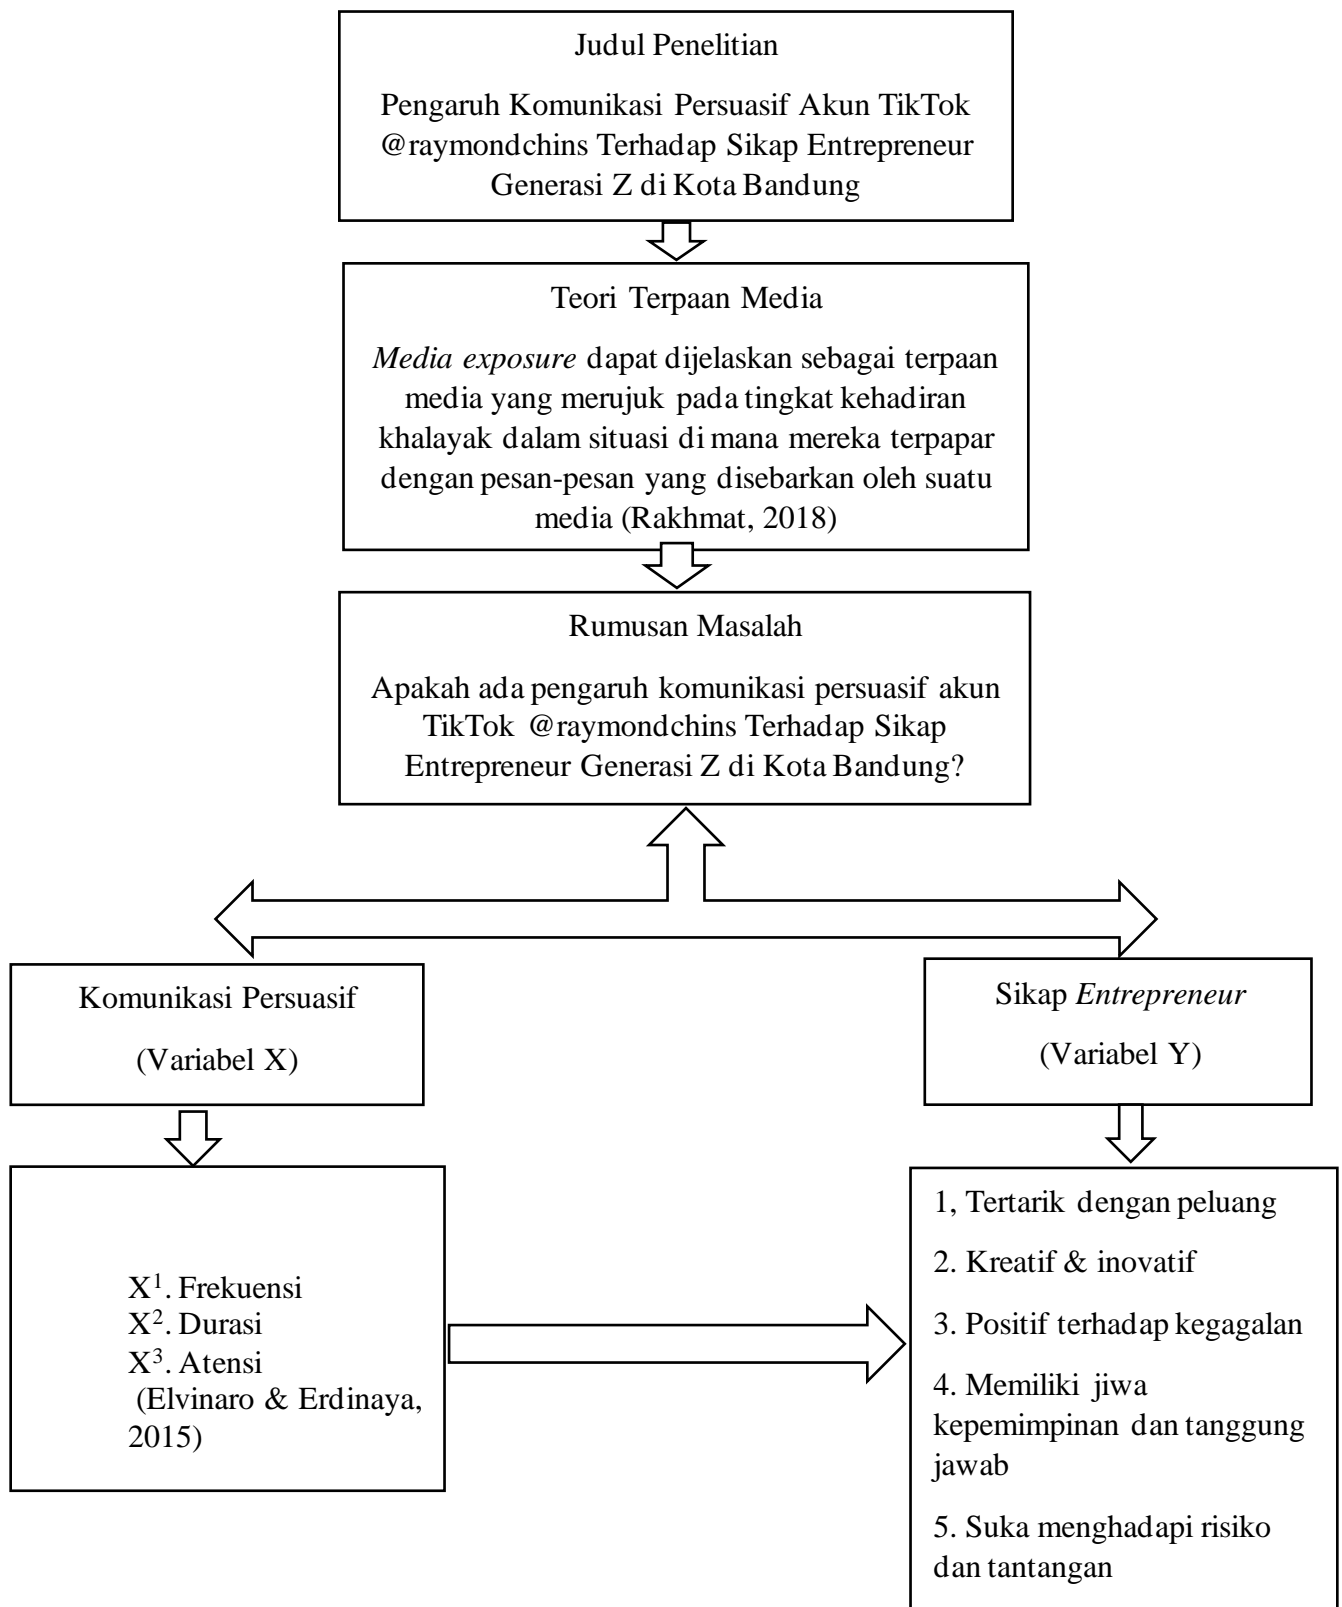 Judul Penelitian
Pengaruh Komunikasi Persuasif Akun TikTok
@raymondchins Terhadap Sikap Entrepreneur
Generasi Z di Kota Bandung
Teori Terpaan Media
Media exposure dapat dijelaskan sebagai terpaan
media yang merujuk pada tingkat kehadiran
khalayak dalam situasi di mana mereka terpapar
dengan pesan-pesan yang disebarkan oleh suatu
media (Rakhmat, 2018)
Rumusan Masalah
Apakah ada pengaruh komunikasi persuasif akun
TikTok @raymondchins Terhadap Sikap
Entrepreneur Generasi Z di Kota Bandung?
Komunikasi Persuasif
(Variabel X)
Sikap Entrepreneur
(Variabel Y)
X¹. Frekuensi
X². Durasi
X³. Atensi
(Elvinaro & Erdinaya,
2015)
1, Tertarik dengan peluang
2. Kreatif & inovatif
3. Positif terhadap kegagalan
4. Memiliki jiwa
kepemimpinan dan tanggung
jawab
5. Suka menghadapi risiko
dan tantangan